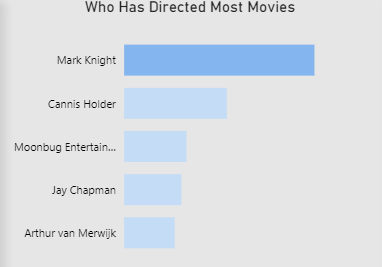 Who Has Directed Most Movies
Mark Knight
Cannis Holder
Moonbug Entertain...
Jay Chapman
Arthur van Merwijk